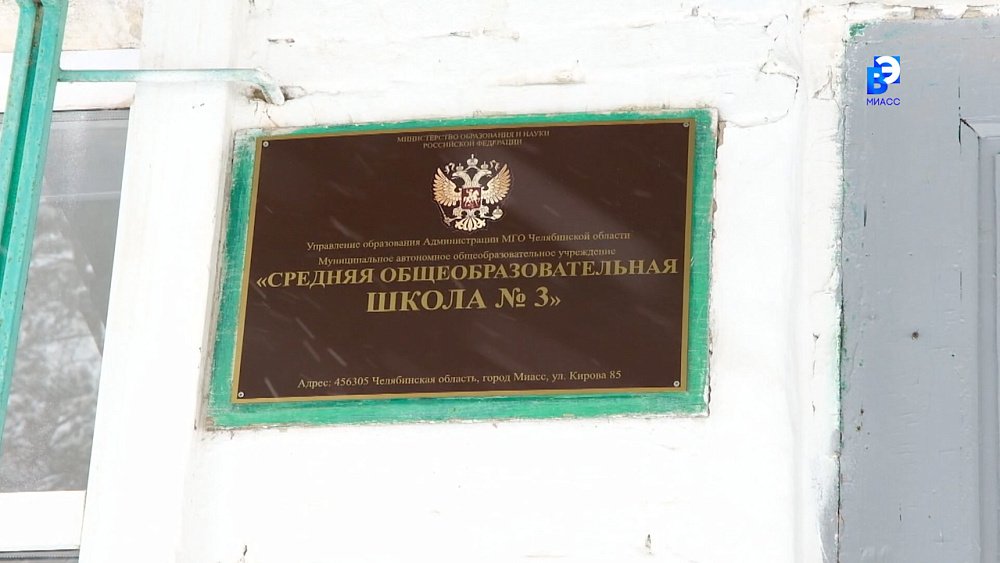 МИНИСТЕРСТВО ОБРАЗОВАНИЯ И НАУКИ
РОССИЙСКОЙ ФЕДЕРАЦИИ
Управление образования Администрации МГО Челябинской области
Муниципальное автономное общеобразовательное учреждение
«СРЕДНЯЯ ОБЩЕОБРАЗОВАТЕЛЬНАЯ
ШКОЛА № 3»
Адрес: 456305 Челябинская область, город Миасс, ул. Кирова 85
ВЭ
МИАСС